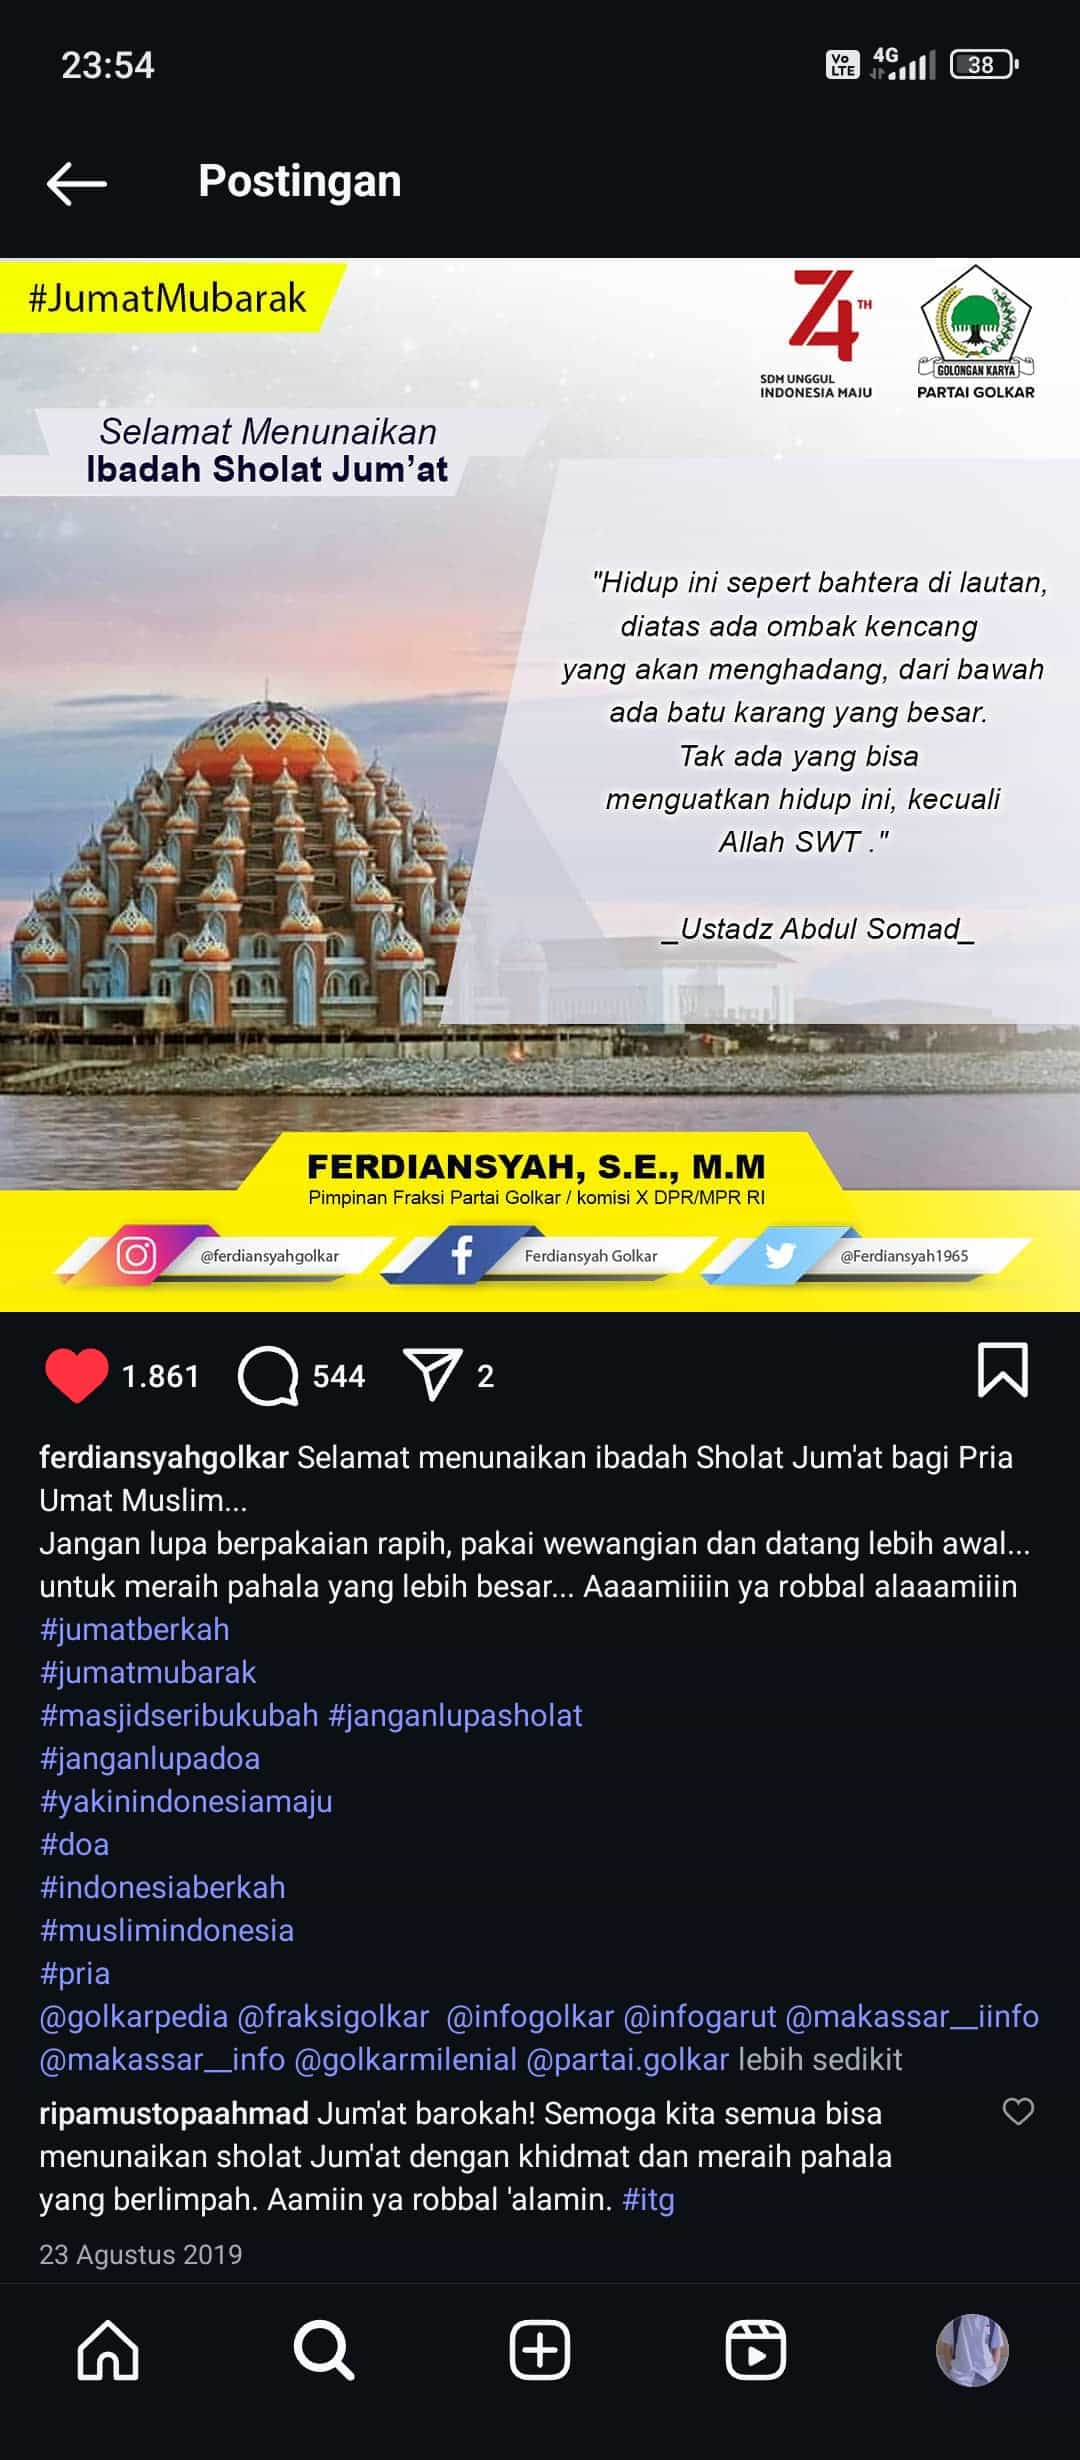 23:54
Vo LTE 4G 38
Postingan
#JumatMubarak
74 TH
SDM UNGGUL
INDONESIA MAJU
GOLONGAN KARYA
PARTAI GOLKAR
Selamat Menunaikan
Ibadah Sholat Jum'at
"Hidup ini sepert bahtera di lautan,
diatas ada ombak kencang
yang akan menghadang, dari bawah
ada batu karang yang besar.
Tak ada yang bisa
menguatkan hidup ini, kecuali
Allah SWT ."
_Ustadz Abdul Somad_
FERDIANSYAH, S.E., M.M
Pimpinan Fraksi Partai Golkar / komisi X DPR/MPR RI
@ferdiansyahgolkar
Ferdiansyah Golkar
@Ferdiansyah1965
1.861 544 2
ferdiansyahgolkar Selamat menunaikan ibadah Sholat Jum'at bagi Pria
Umat Muslim...
Jangan lupa berpakaian rapih, pakai wewangian dan datang lebih awal...
untuk meraih pahala yang lebih besar... Aaaamiiiin ya robbal alaaamiiin
#jumatberkah
#jumatmubarak
#masjidseribukubah #janganlupasholat
#janganlupadoa
#yakinindonesiamaju
#doa
#indonesiaberkah
#muslimindonesia
#pria
@golkarpedia @fraksigolkar @infogolkar @infogarut @makassar__iinfo
@makassar__info @golkarmilenial @partai.golkar lebih sedikit
ripamustopaahmad Jum'at barokah! Semoga kita semua bisa
menunaikan sholat Jum'at dengan khidmat dan meraih pahala
yang berlimpah. Aamiin ya robbal 'alamin. #itg
23 Agustus 2019